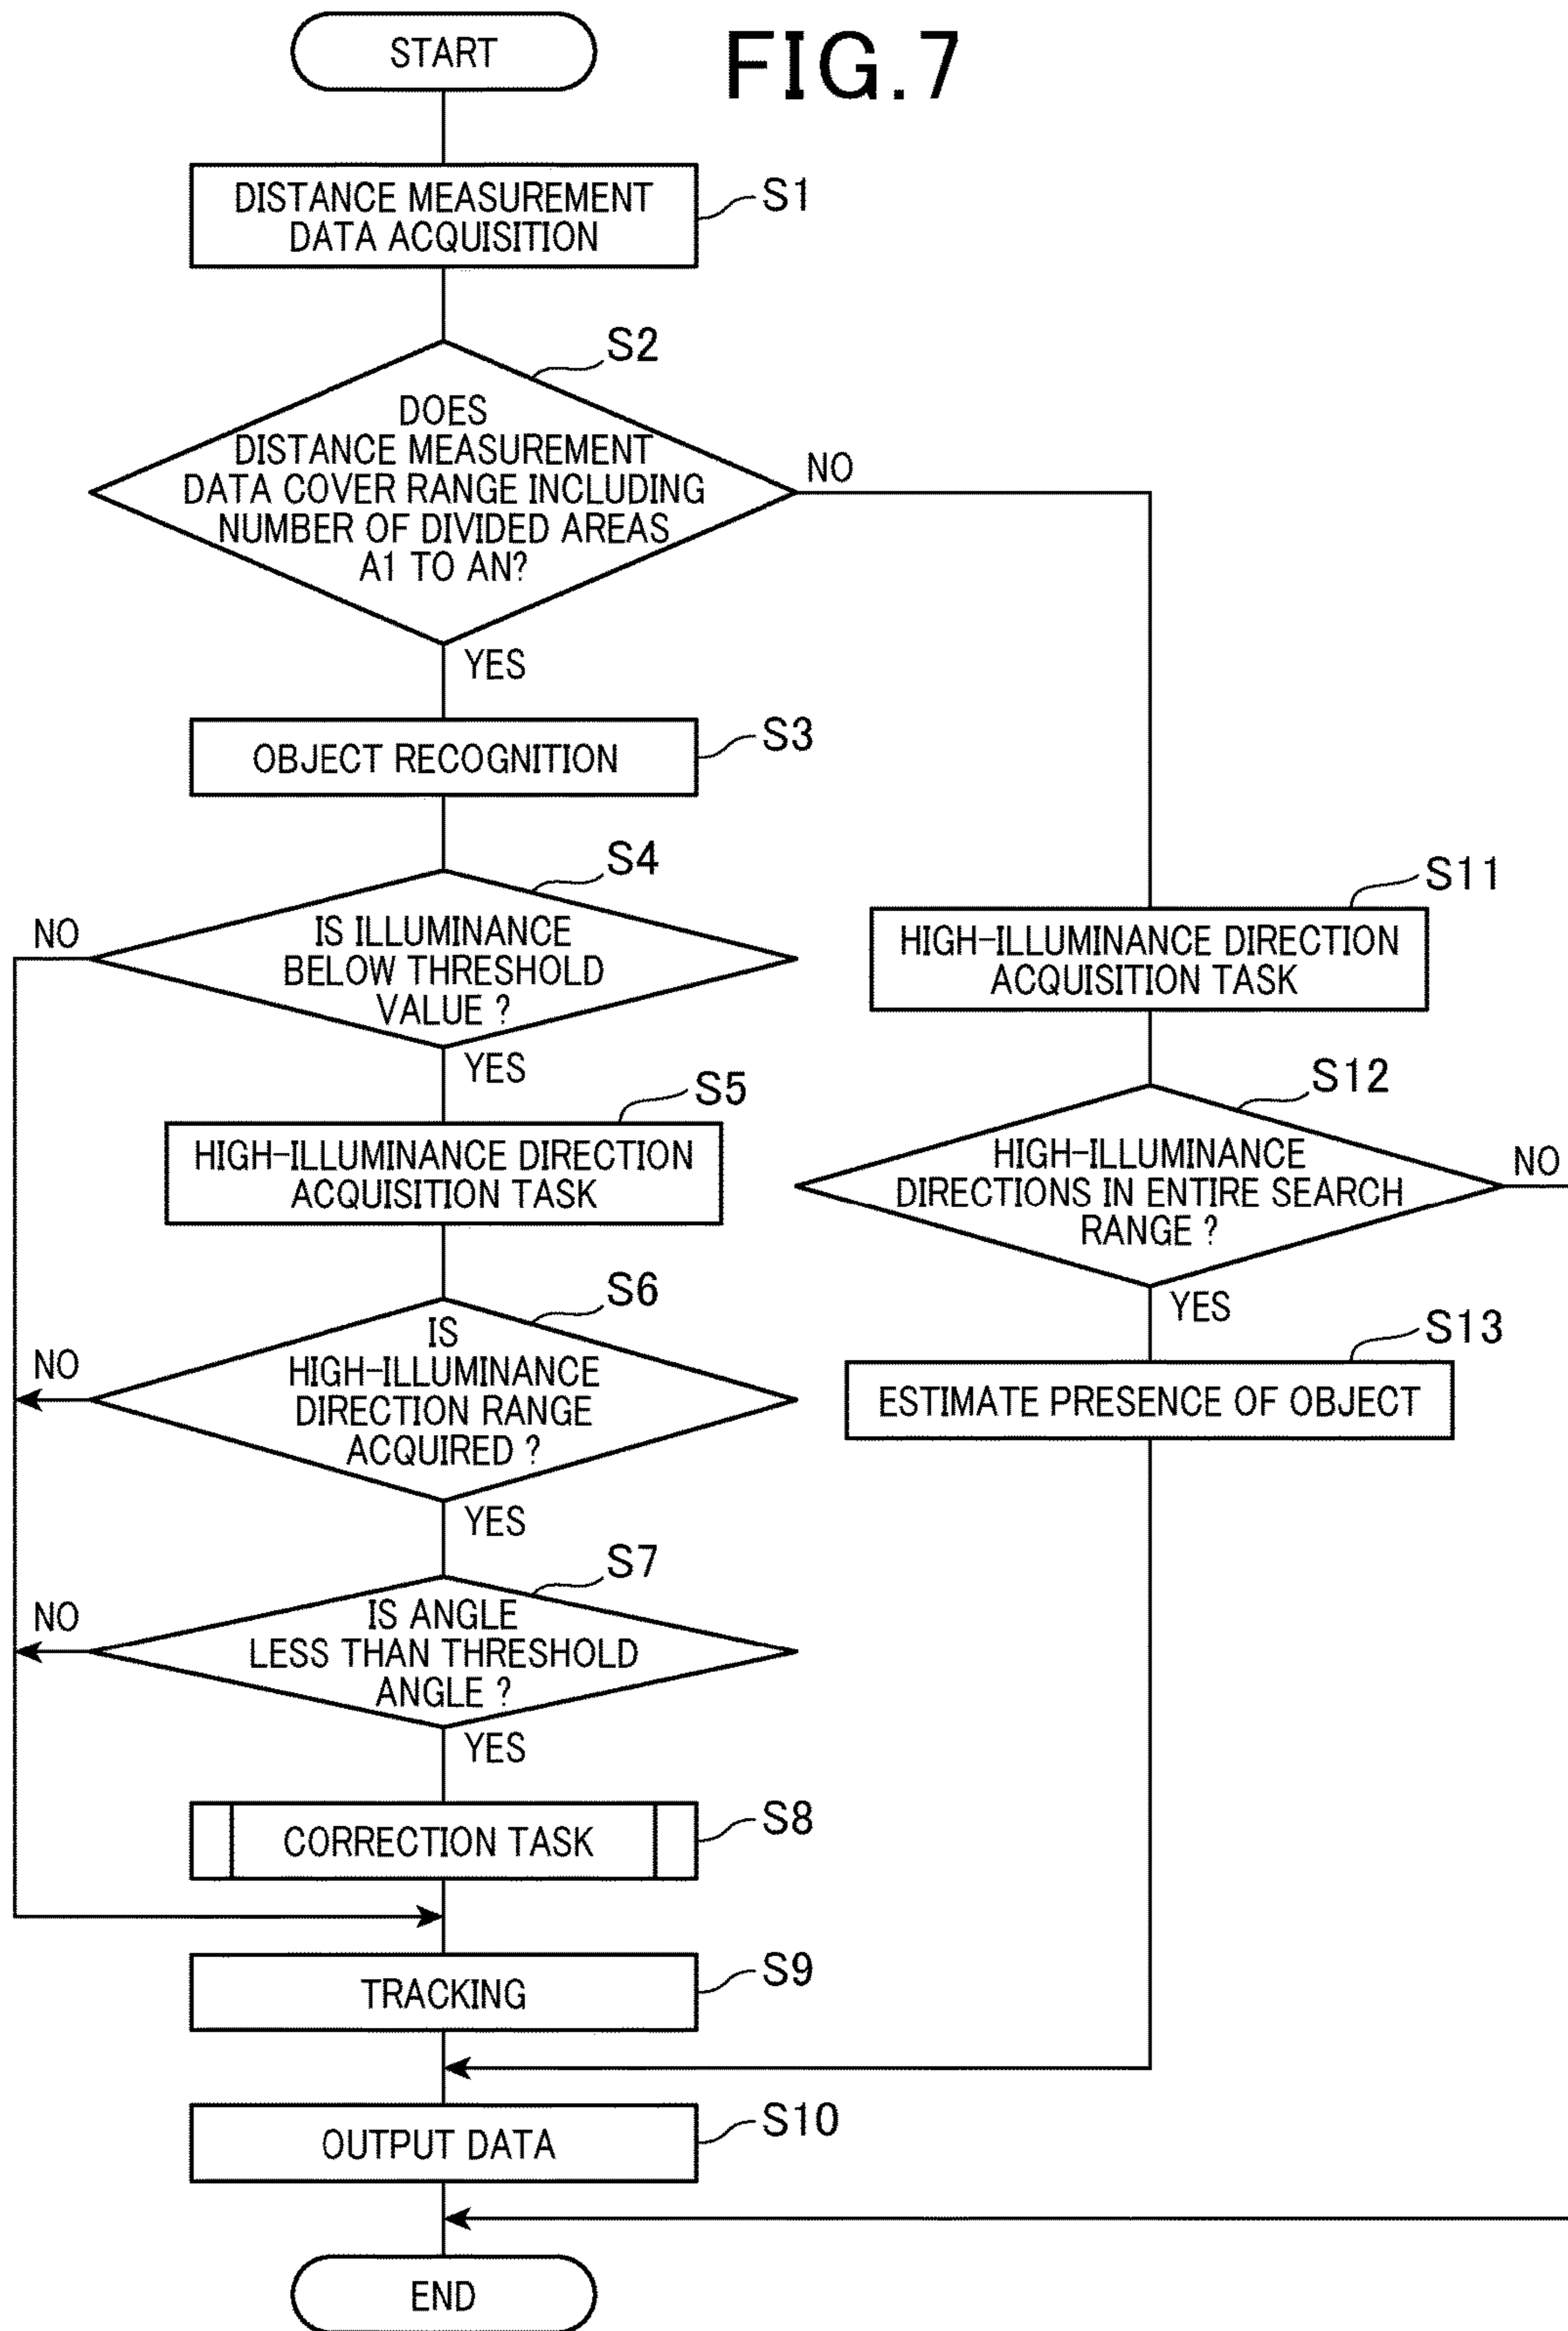 FIG.7
START
DISTANCE MEASUREMENT
DATA ACQUISITION
S1
S2
DOES
DISTANCE MEASUREMENT
DATA COVER RANGE INCLUDING
NUMBER OF DIVIDED AREAS
A1 TO AN?
NO
YES
OBJECT RECOGNITION
S3
S4
IS ILLUMINANCE
BELOW THRESHOLD
VALUE ?
NO
YES
S5
HIGH-ILLUMINANCE DIRECTION
ACQUISITION TASK
S6
IS
HIGH-ILLUMINANCE
DIRECTION RANGE
ACQUIRED ?
NO
YES
S7
IS ANGLE
LESS THAN THRESHOLD
ANGLE ?
NO
YES
CORRECTION TASK
S8
TRACKING
S9
OUTPUT DATA
S10
END
S11
HIGH-ILLUMINANCE DIRECTION
ACQUISITION TASK
S12
HIGH-ILLUMINANCE
DIRECTIONS IN ENTIRE SEARCH
RANGE ?
NO
YES
S13
ESTIMATE PRESENCE OF OBJECT